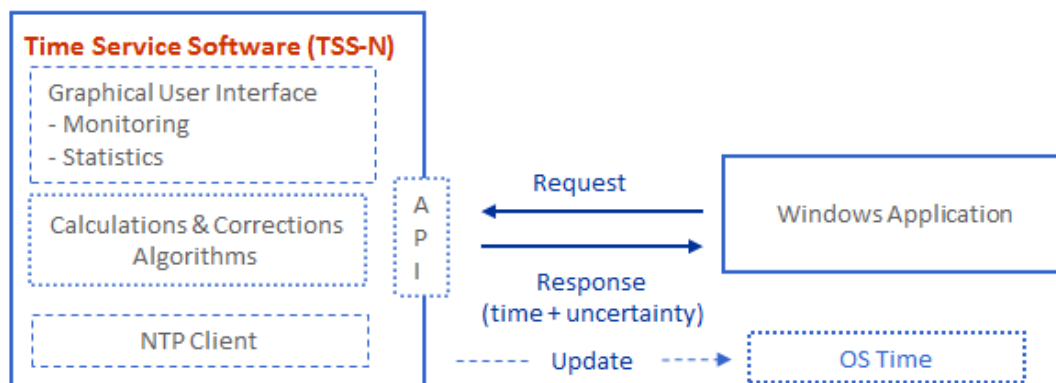 Time Service Software (TSS-N)
Graphical User Interface
- Monitoring
- Statistics
Calculations & Corrections
Algorithms
NTP Client
A
P
I
Request
Response
(time + uncertainty)
Update
Windows Application
OS Time